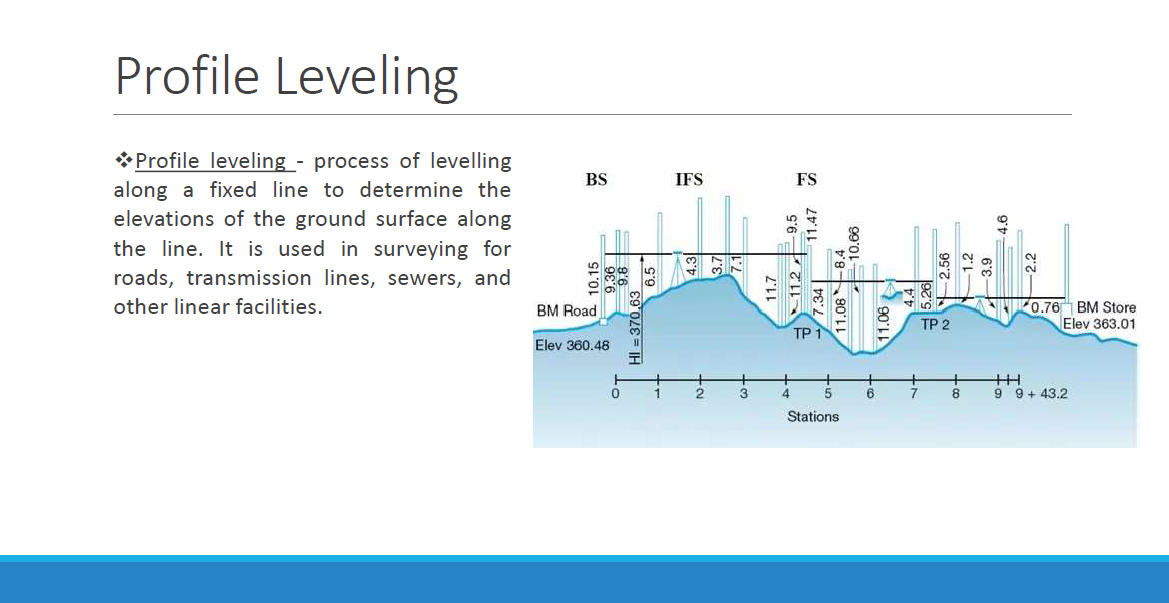 Profile Leveling
❖Profile leveling - process of levelling
along a fixed line to determine the
elevations of the ground surface along
the line. It is used in surveying for
roads, transmission lines, sewers, and
other linear facilities.
BS IFS FS
10.15
9.36
9.8
HI = 370.63
6.5
4.3
3.7
7.1
11.7
11.2
9.5
11.47
7.34
11.08
8.4
10.66
11.06
4.4
5.26
2.56
1.2
3.9
4.6
2.2
0.76
BM Road
Elev 360.48
TP 1
TP 2
BM Store
Elev 363.01
0 1 2 3 4 5 6 7 8 9 9 + 43.2
Stations